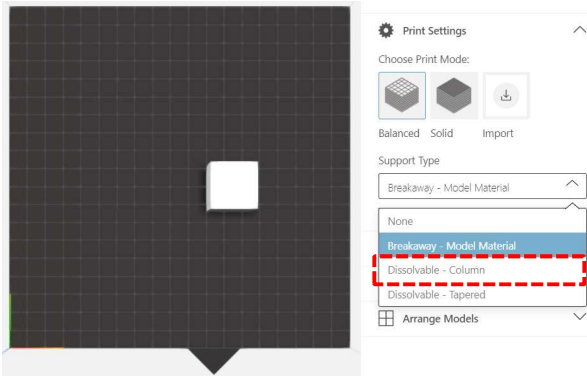 Print Settings
Choose Print Mode:
Balanced Solid Import
Support Type
Breakaway - Model Material
None
Breakaway - Model Material
Dissolvable - Column
Dissolvable - Tapered
Arrange Models